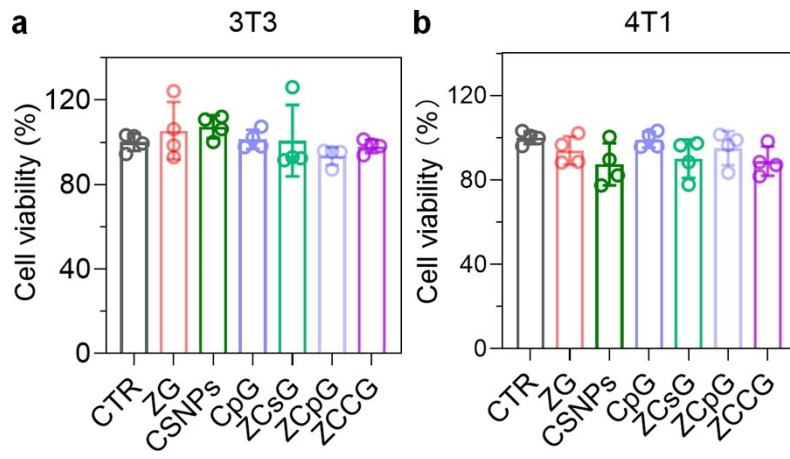 a
3T3
Cell viability (%)
120
80
40
0
CTR
ZG
CSNPs
CpG
ZCsG
ZCpG
ZCCG
b
4T1
Cell viability (%)
120
80
40
0
CTR
ZG
CSNPs
CpG
ZCsG
ZCpG
ZCCG